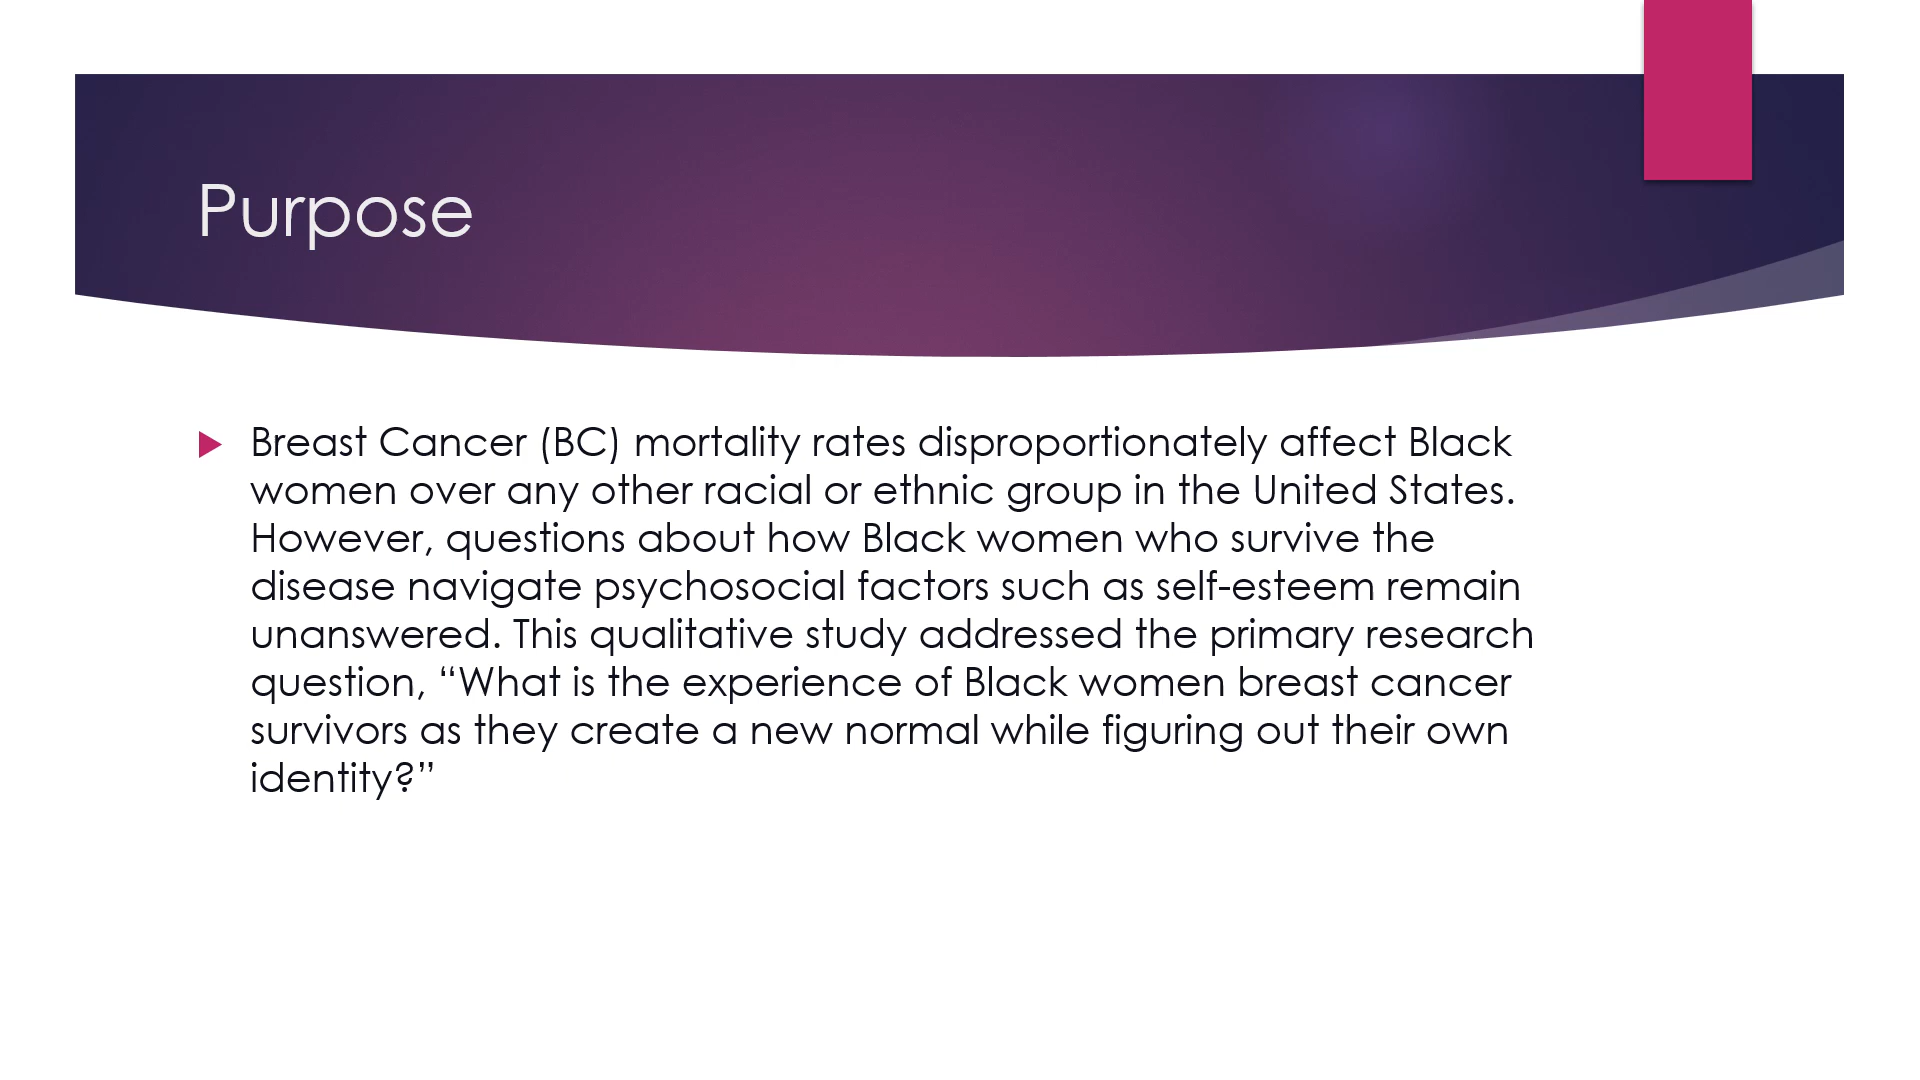 Purpose
Breast Cancer (BC) mortality rates disproportionately affect Black
women over any other racial or ethnic group in the United States.
However, questions about how Black women who survive the
disease navigate psychosocial factors such as self-esteem remain
unanswered. This qualitative study addressed the primary research
question, “What is the experience of Black women breast cancer
survivors as they create a new normal while figuring out their own
identity?”